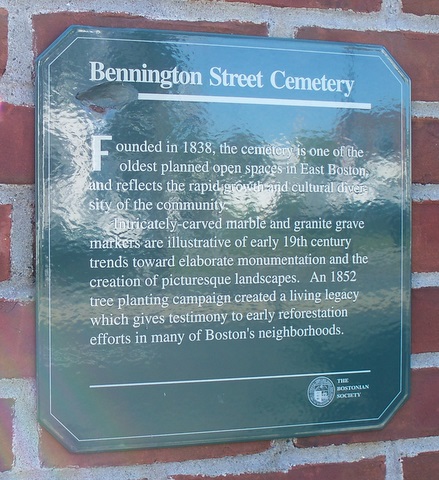 Bennington Street Cemetery
Founded in 1838, the cemetery is one of the
oldest planned open spaces in East Boston,
and reflects the rapid growth and cultural diver-
sity of the community.
Intricately-carved marble and granite grave
markers are illustrative of early 19th century
trends toward elaborate monumentation and the
creation of picturesque landscapes. An 1852
tree planting campaign created a living legacy
which gives testimony to early reforestation
efforts in many of Boston's neighborhoods.
THE
BOSTONIAN
SOCIETY